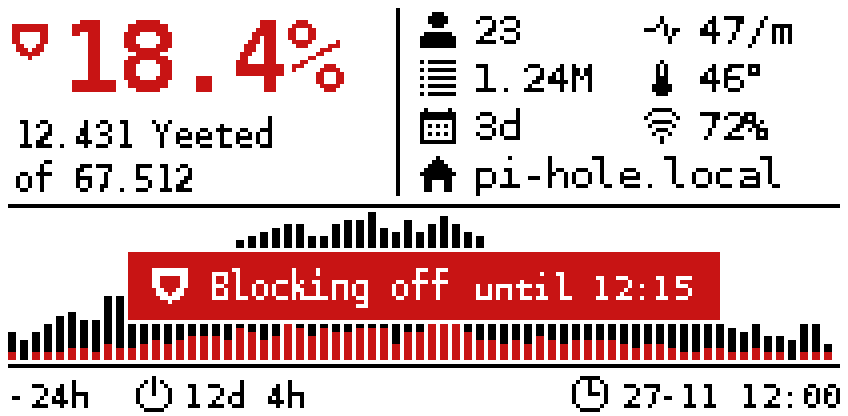 18.4%
12.431 Yeeted
of 67.512
23
47/m
1.24M
46°
3d
72%
pi-hole.local
Blocking off until 12:15
-24h
12d 4h
27-11 12:00